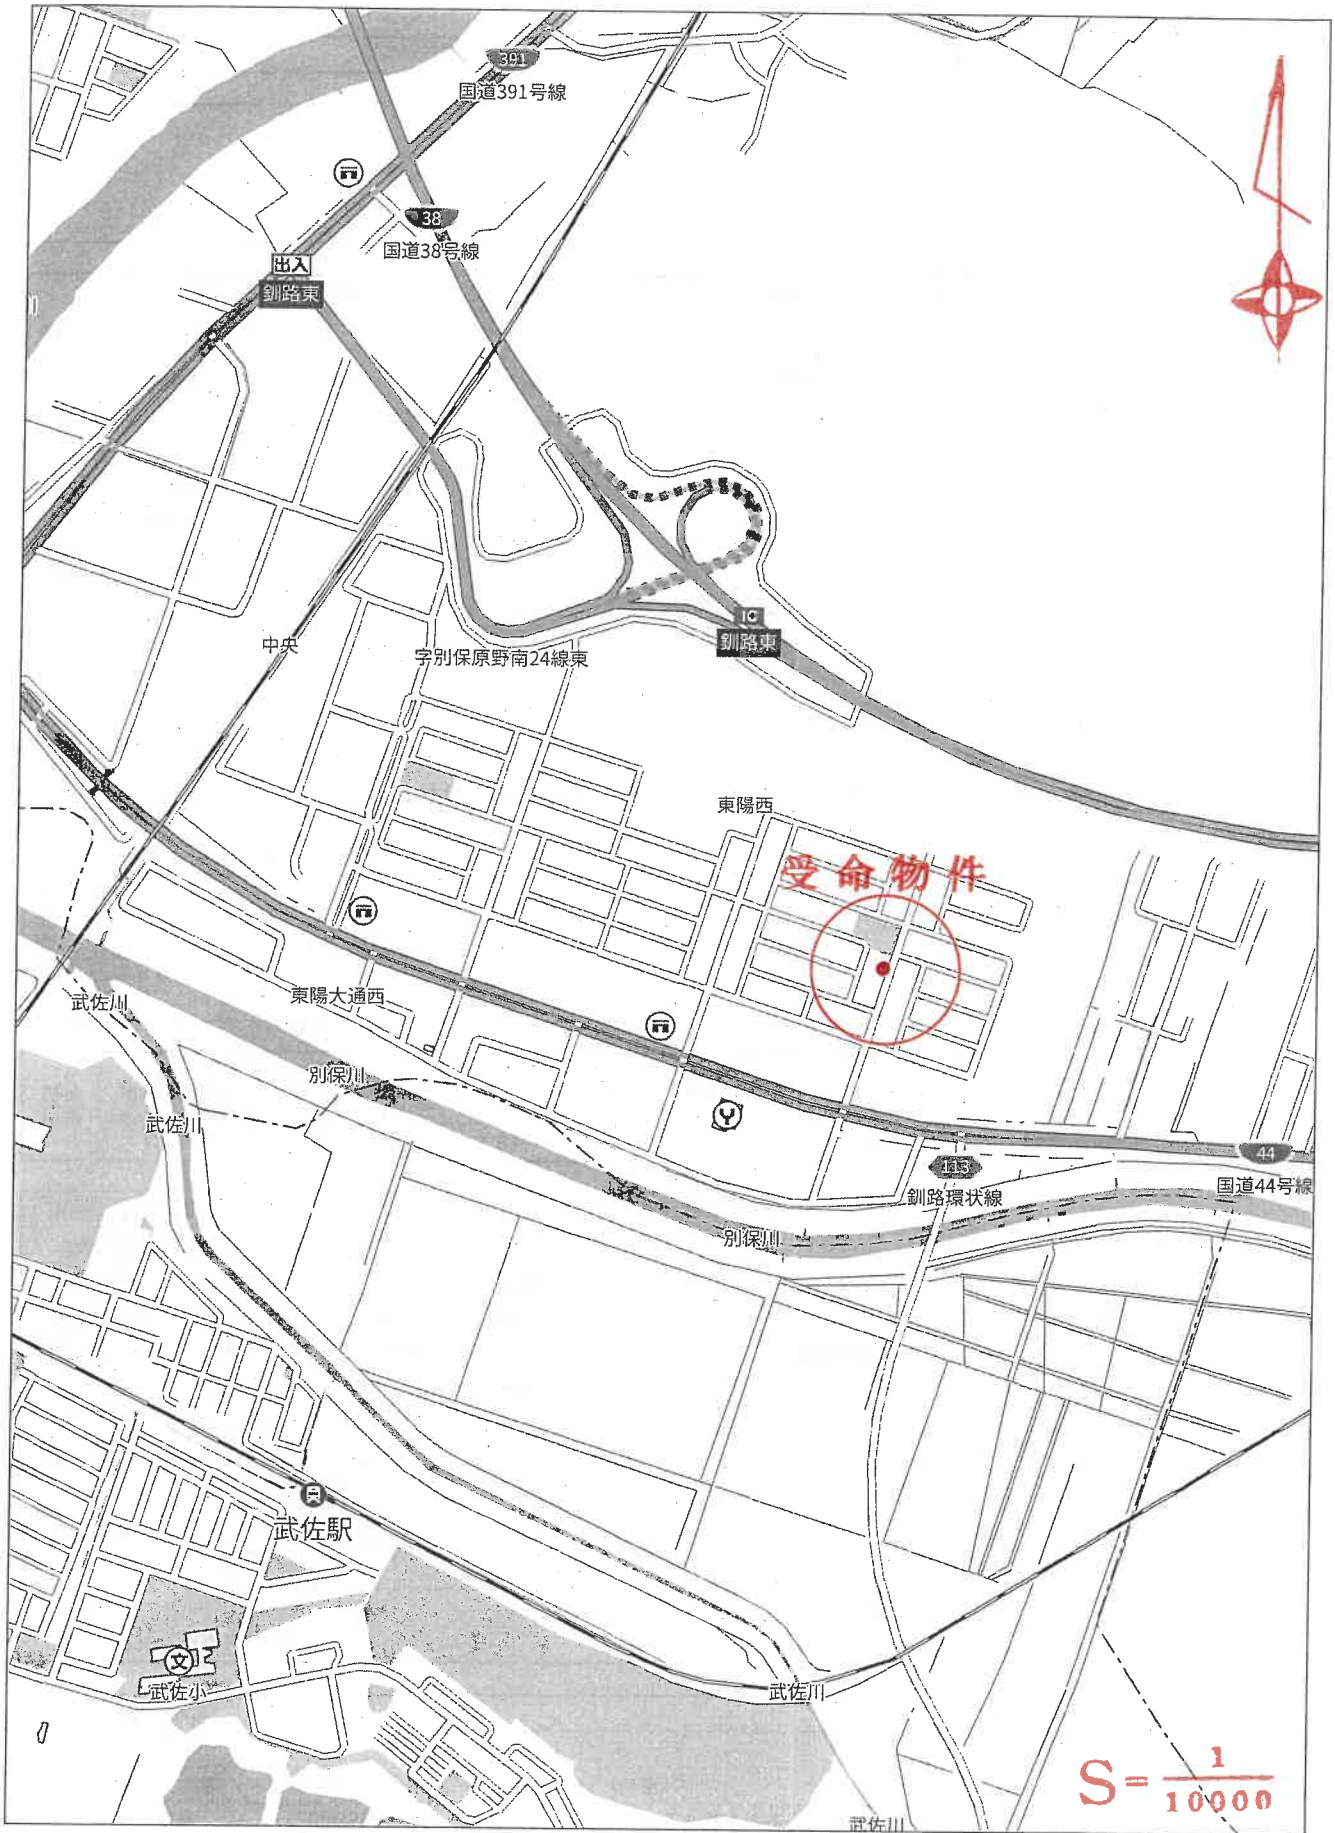 391
国道391号線
38
国道38号線
出入
釧路東
川
IC
釧路東
中央
字別保原野南24線東
東陽西
受命物件
東陽大通西
武佐川
別保川
武佐川
113
44
釧路環状線
国道44号線
別保川
武佐駅
文
武佐小
武佐川
S=1/10000
武佐川